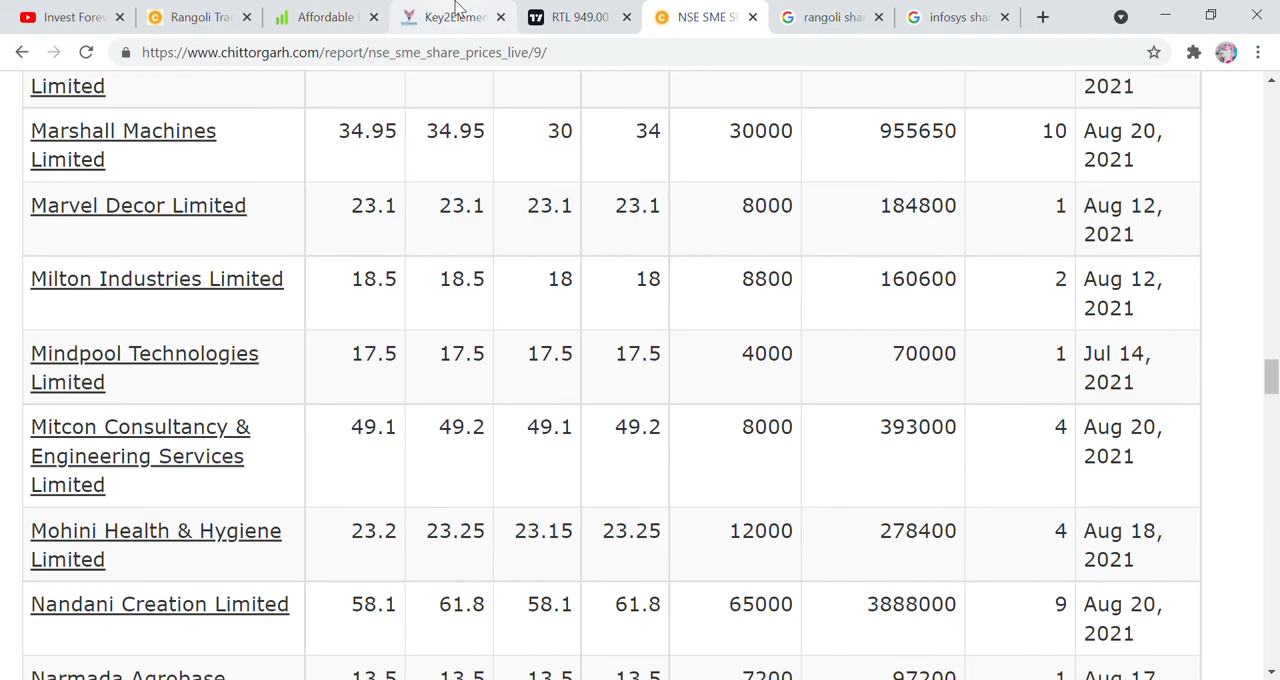 Invest Forev
Rangoli Trad
Affordable
Key2Elemen
RTL 949.00
NSE SME S
rangoli sha
infosys sha
https://www.chittorgarh.com/report/nse_sme_share_prices_live/9/
Limited 2021
Marshall Machines 34.95 34.95 30 34 30000 955650 10 Aug 20,
Limited 2021
Marvel Decor Limited 23.1 23.1 23.1 23.1 8000 184800 1 Aug 12,
2021
Milton Industries Limited 18.5 18.5 18 18 8800 160600 2 Aug 12,
2021
Mindpool Technologies 17.5 17.5 17.5 17.5 4000 70000 1 Jul 14,
Limited 2021
Mitcon Consultancy & 49.1 49.2 49.1 49.2 8000 393000 4 Aug 20,
Engineering Services 2021
Limited
Mohini Health & Hygiene 23.2 23.25 23.15 23.25 12000 278400 4 Aug 18,
Limited 2021
Nandani Creation Limited 58.1 61.8 58.1 61.8 65000 3888000 9 Aug 20,
2021
Narmada Agrobase 13.5 13.5 13.5 13.5 7200 97200 1 Aug 17,